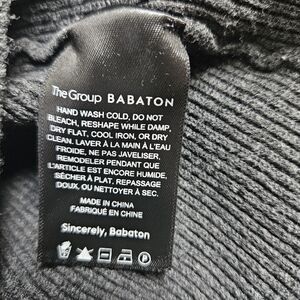 The Group BABATON
HAND WASH COLD, DO NOT
BLEACH, RESHAPE WHILE DAMP,
DRY FLAT, COOL IRON, OR DRY
CLEAN. LAVER À LA MAIN À L'EAU
FROIDE, NE PAS JAVELISER,
REMODELER PENDANT QUE
L'ARTICLE EST ENCORE HUMIDE,
SÉCHER À PLAT, REPASSAGE
DOUX, OU NETTOYER À SEC.
MADE IN CHINA
FABRIQUÉ EN CHINE
Sincerely, Babaton